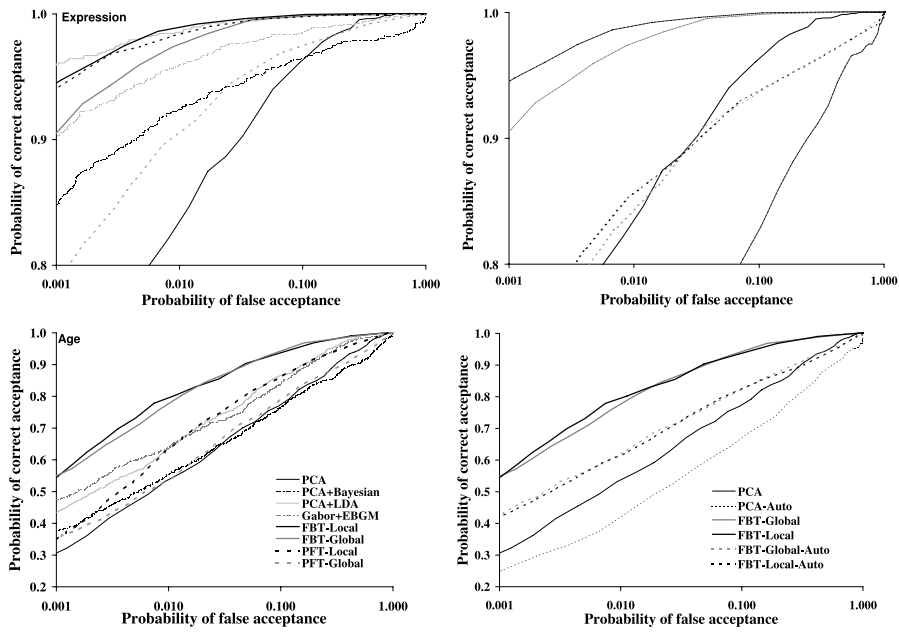 Expression
Probability of correct acceptance
1.0
0.9
0.8
0.001
0.010
0.100
1.000
Probability of false acceptance
Probability of correct acceptance
1.0
0.9
0.8
0.001
0.010
0.100
1.000
Probability of false acceptance
Age
Probability of correct acceptance
1.0
0.9
0.8
0.7
0.6
0.5
0.4
0.3
0.2
PCA
PCA+Bayesian
PCA+LDA
Gabor+EBGM
FBT-Local
FBT-Global
PFT-Local
PFT-Global
0.001
0.010
0.100
1.000
Probability of false acceptance
Probability of correct acceptance
1.0
0.9
0.8
0.7
0.6
0.5
0.4
0.3
0.2
PCA
PCA-Auto
FBT-Global
FBT-Local
FBT-Global-Auto
FBT-Local-Auto
0.001
0.010
0.100
1.000
Probability of false acceptance